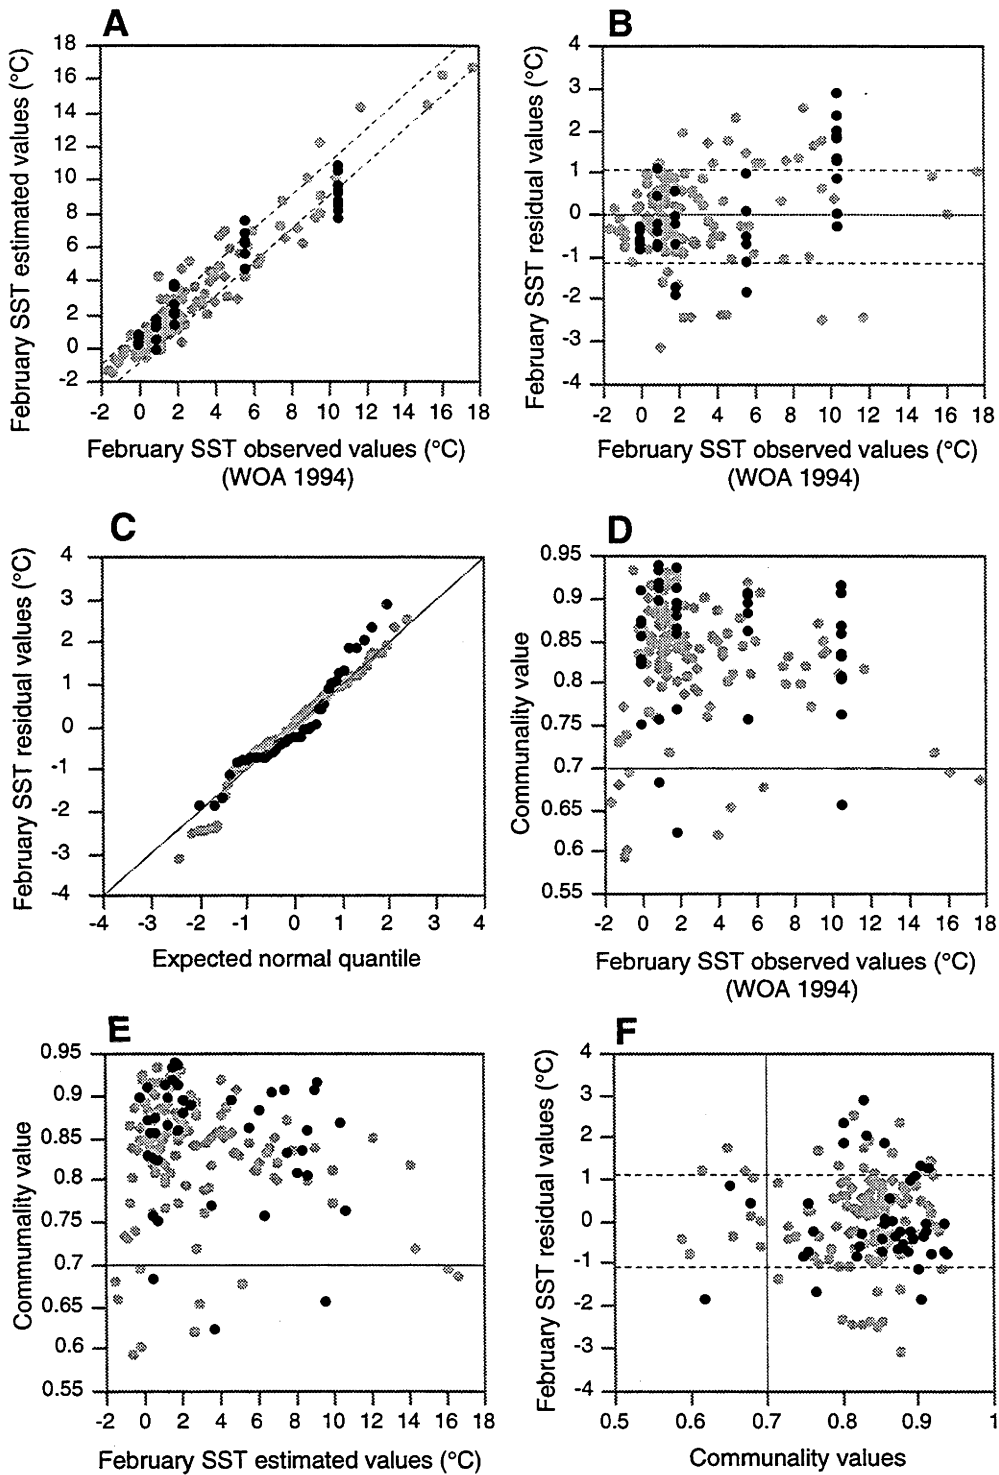 A
February SST estimated values (°C)
18
16
14
12
10
8
6
4
2
0
-2
-2 0 2 4 6 8 10 12 14 16 18
February SST observed values (°C)
(WOA 1994)
B
February SST residual values (°C)
4
3
2
1
0
-1
-2
-3
-4
-2 0 2 4 6 8 10 12 14 16 18
February SST observed values (°C)
(WOA 1994)
C
February SST residual values (°C)
4
3
2
1
0
-1
-2
-3
-4
-4 -3 -2 -1 0 1 2 3 4
Expected normal quantile
D
Communality value
0.95
0.9
0.85
0.8
0.75
0.7
0.65
0.6
0.55
-2 0 2 4 6 8 10 12 14 16 18
February SST observed values (°C)
(WOA 1994)
E
Commumality value
0.95
0.9
0.85
0.8
0.75
0.7
0.65
0.6
0.55
-2 0 2 4 6 8 10 12 14 16 18
February SST estimated values (°C)
F
February SST residual values (°C)
4
3
2
1
0
-1
-2
-3
-4
0.5 0.6 0.7 0.8 0.9 1
Communality values